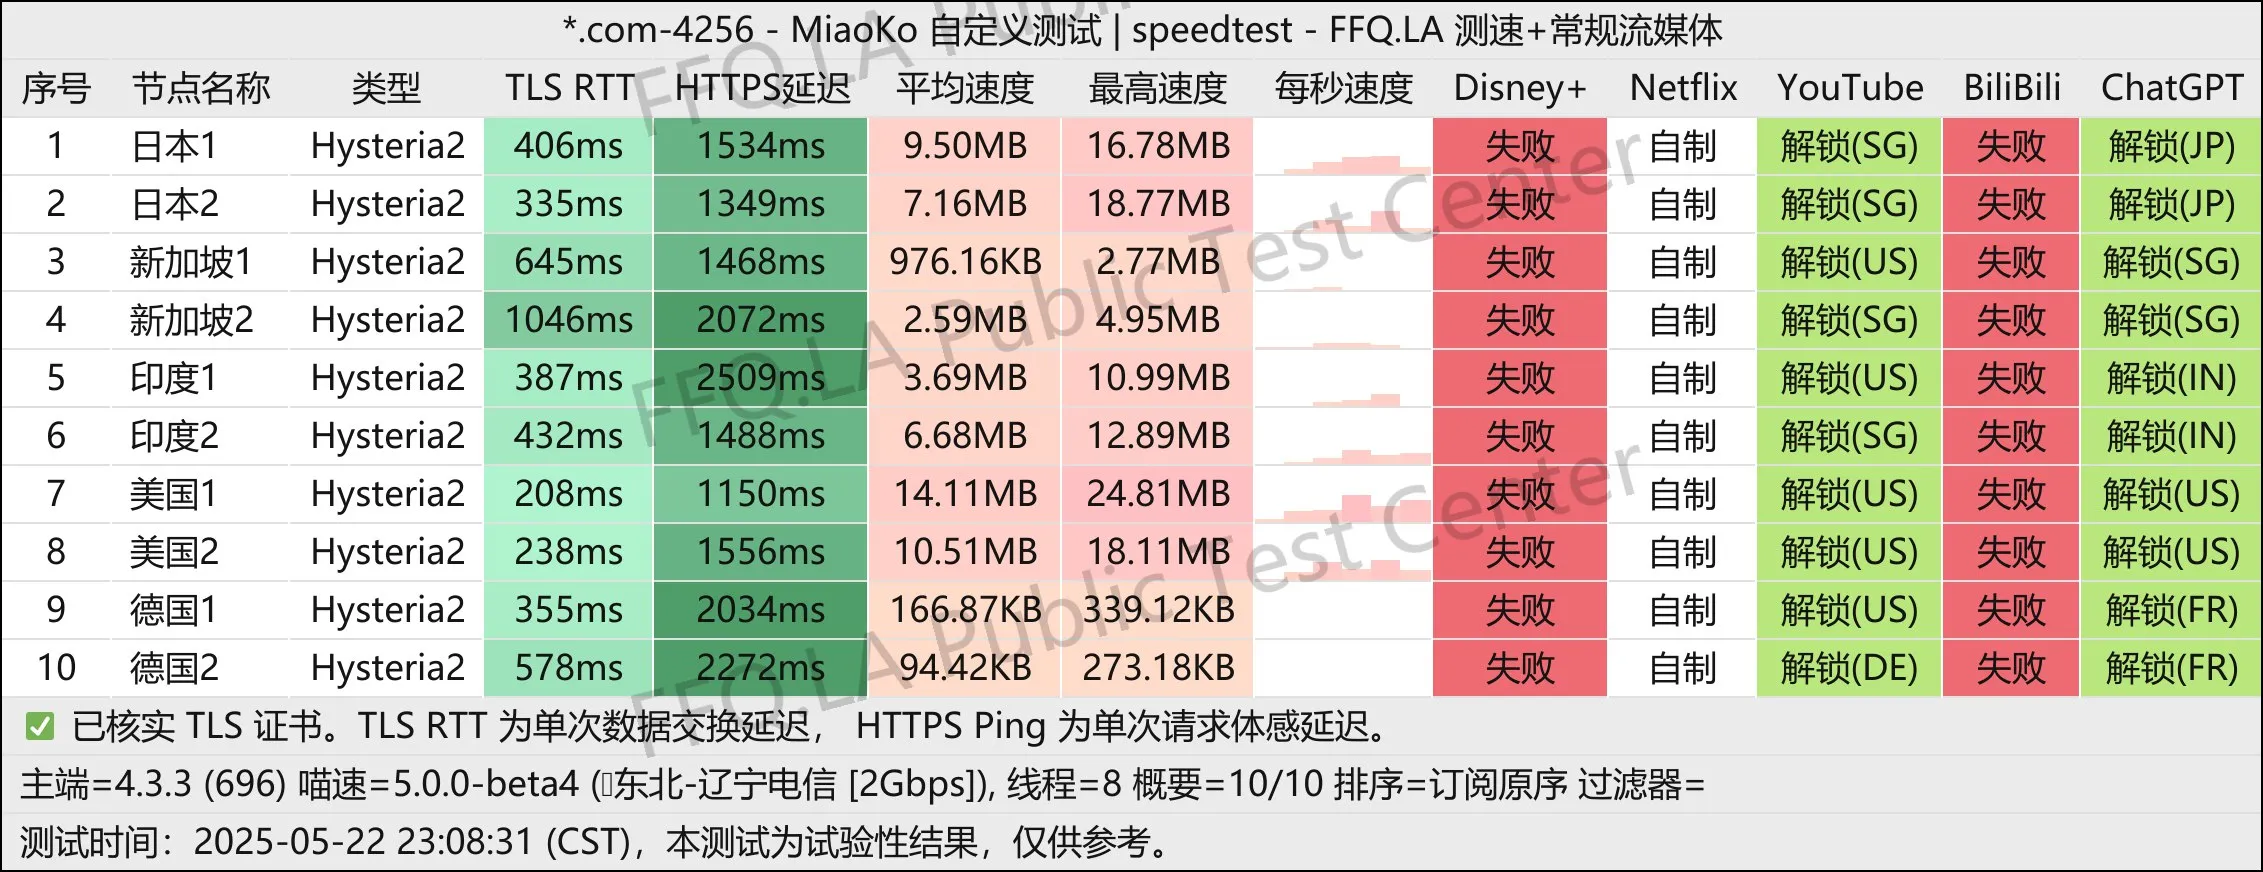 *.com-4256 - MiaoKo 自定义测试 | speedtest - FFQ.LA 测速+常规流媒体
序号 节点名称 类型 TLS RTT HTTPS延迟 平均速度 最高速度 每秒速度 Disney+ Netflix YouTube BiliBili ChatGPT
1 日本1 Hysteria2 406ms 1534ms 9.50MB 16.78MB 失败 自制 解锁(SG) 失败 解锁(JP)
2 日本2 Hysteria2 335ms 1349ms 7.16MB 18.77MB 失败 自制 解锁(SG) 失败 解锁(JP)
3 新加坡1 Hysteria2 645ms 1468ms 976.16KB 2.77MB 失败 自制 解锁(US) 失败 解锁(SG)
4 新加坡2 Hysteria2 1046ms 2072ms 2.59MB 4.95MB 失败 自制 解锁(SG) 失败 解锁(SG)
5 印度1 Hysteria2 387ms 2509ms 3.69MB 10.99MB 失败 自制 解锁(US) 失败 解锁(IN)
6 印度2 Hysteria2 432ms 1488ms 6.68MB 12.89MB 失败 自制 解锁(SG) 失败 解锁(IN)
7 美国1 Hysteria2 208ms 1150ms 14.11MB 24.81MB 失败 自制 解锁(US) 失败 解锁(US)
8 美国2 Hysteria2 238ms 1556ms 10.51MB 18.11MB 失败 自制 解锁(US) 失败 解锁(US)
9 德国1 Hysteria2 355ms 2034ms 166.87KB 339.12KB 失败 自制 解锁(US) 失败 解锁(FR)
10 德国2 Hysteria2 578ms 2272ms 94.42KB 273.18KB 失败 自制 解锁(DE) 失败 解锁(FR)
✅ 已核实 TLS 证书。TLS RTT 为单次数据交换延迟， HTTPS Ping 为单次请求体感延迟。
主端=4.3.3 (696) 喵速=5.0.0-beta4 (东北-辽宁电信 [2Gbps]), 线程=8 概要=10/10 排序=订阅原序 过滤器=
测试时间：2025-05-22 23:08:31 (CST)，本测试为试验性结果，仅供参考。
FFQ.LA Public Test Center
FFQ.LA Public Test Center
FFQ.LA Public Test Center